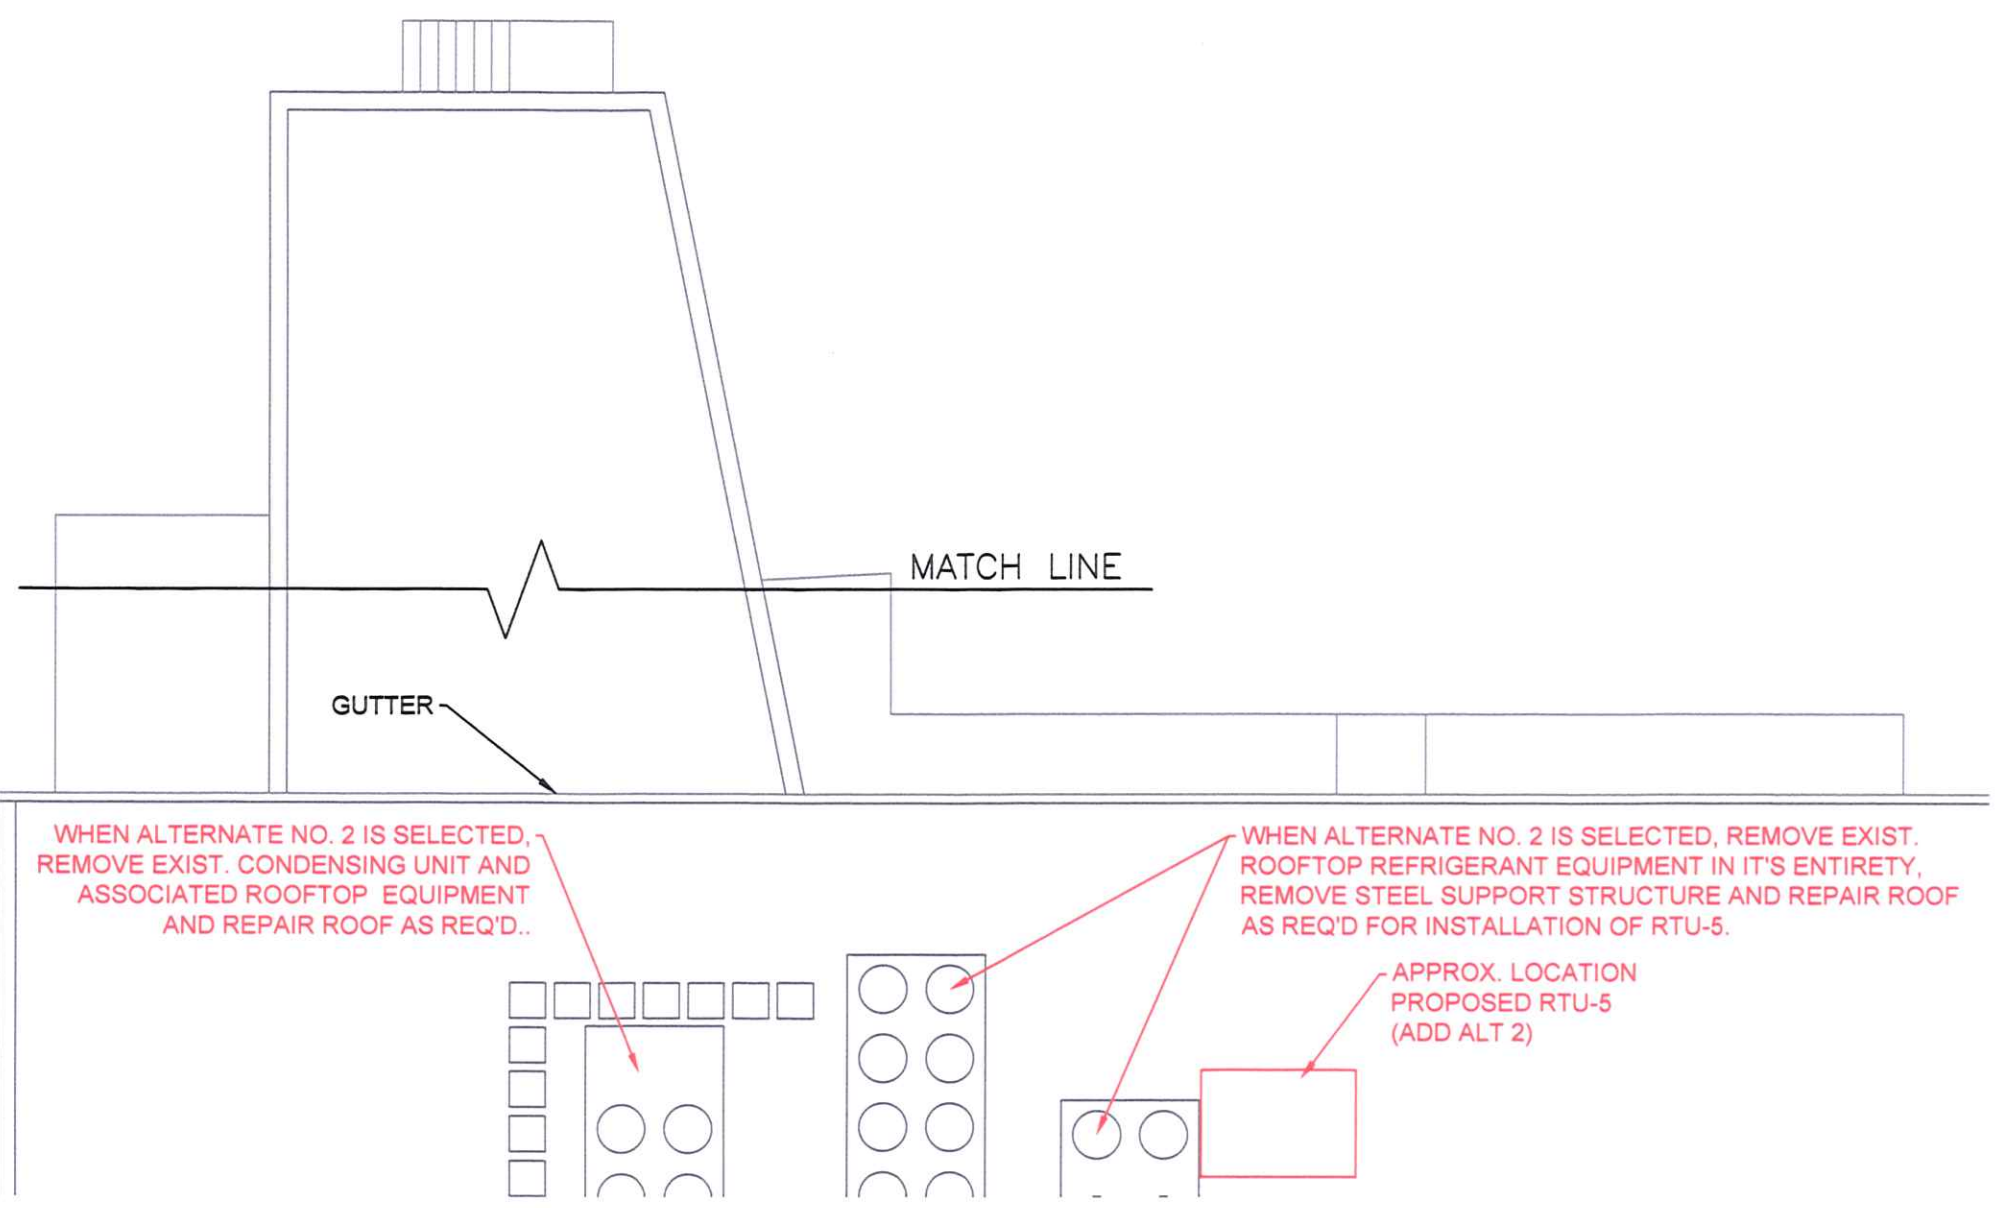 MATCH LINE
GUTTER
WHEN ALTERNATE NO. 2 IS SELECTED,
REMOVE EXIST. CONDENSING UNIT AND
ASSOCIATED ROOFTOP EQUIPMENT
AND REPAIR ROOF AS REQ'D..
WHEN ALTERNATE NO. 2 IS SELECTED, REMOVE EXIST.
ROOFTOP REFRIGERANT EQUIPMENT IN IT'S ENTIRETY,
REMOVE STEEL SUPPORT STRUCTURE AND REPAIR ROOF
AS REQ'D FOR INSTALLATION OF RTU-5.
APPROX. LOCATION
PROPOSED RTU-5
(ADD ALT 2)